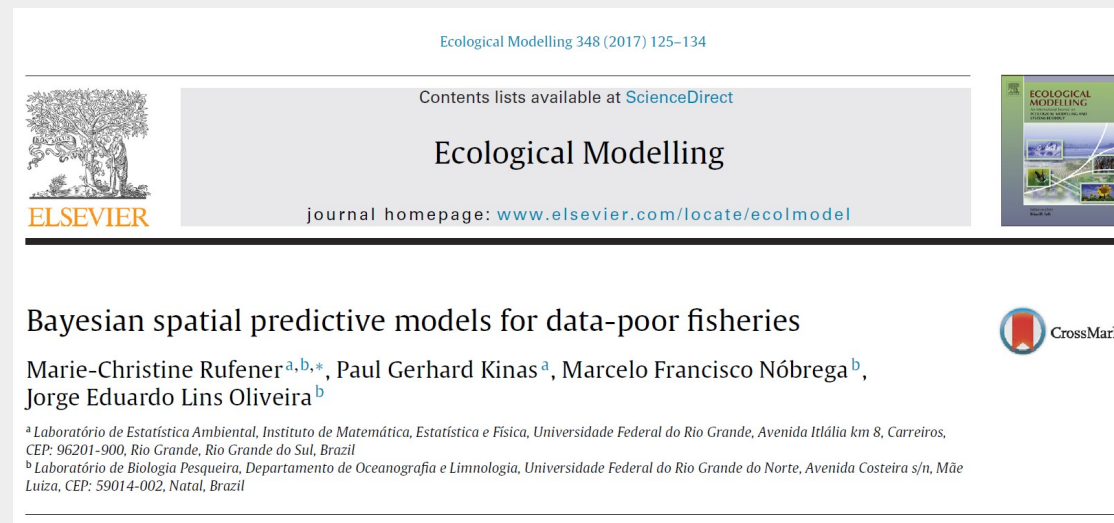 Ecological Modelling 348 (2017) 125–134
Contents lists available at ScienceDirect
Ecological Modelling
journal homepage: www.elsevier.com/locate/ecolmodel
ELSEVIER
ECOLOGICAL
MODELLING
Bayesian spatial predictive models for data-poor fisheries
CrossMark
Marie-Christine Rufener a,b,*, Paul Gerhard Kinas a, Marcelo Francisco Nóbrega b,
Jorge Eduardo Lins Oliveira b
a Laboratório de Estatística Ambiental, Instituto de Matemática, Estatística e Física, Universidade Federal do Rio Grande, Avenida Itlália km 8, Carreiros,
CEP: 96201-900, Rio Grande, Rio Grande do Sul, Brazil
b Laboratório de Biologia Pesqueira, Departamento de Oceanografia e Limnologia, Universidade Federal do Rio Grande do Norte, Avenida Costeira s/n, Mãe
Luiza, CEP: 59014-002, Natal, Brazil